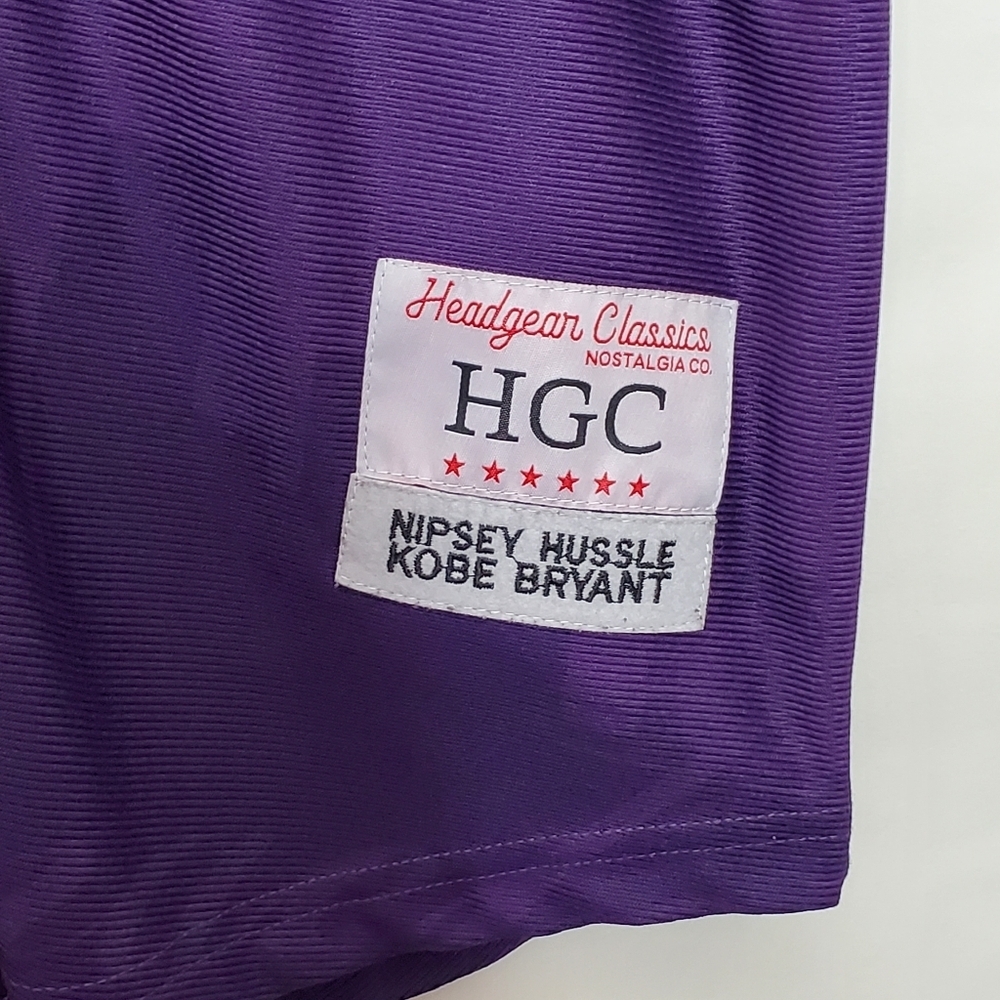 Headgear Classics
NOSTALGIA CO.
HGC
NIPSEY HUSSLE
KOBE BRYANT